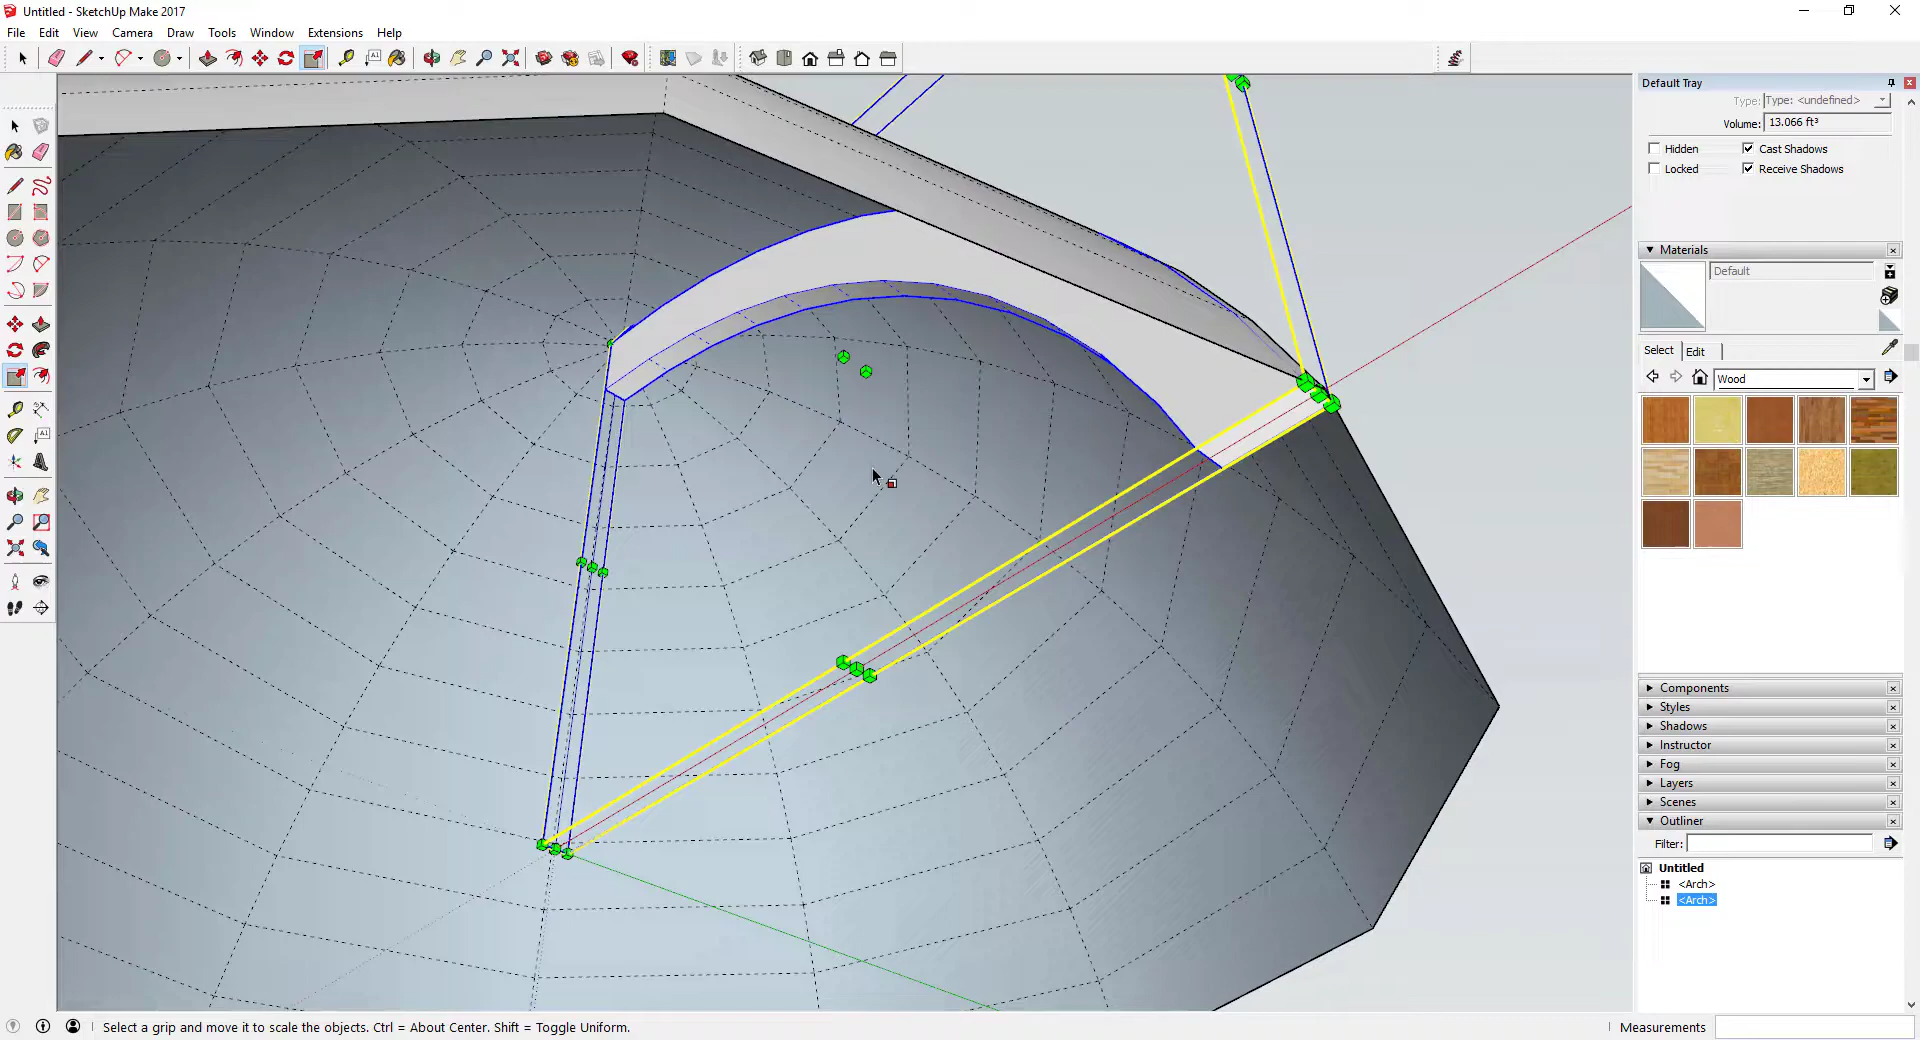 Untitled - SketchUp Make 2017
File Edit View Camera Draw Tools Window Extensions Help
Default Tray
Type: Type: <undefined>
Volume: 13.066 ft³
Hidden Cast Shadows
Locked Receive Shadows
Materials
Default
Select Edit
Wood
Components
Styles
Shadows
Instructor
Fog
Layers
Scenes
Outliner
Filter:
Untitled
<Arch>
<Arch>
Select a grip and move it to scale the objects. Ctrl = About Center. Shift = Toggle Uniform.
Measurements